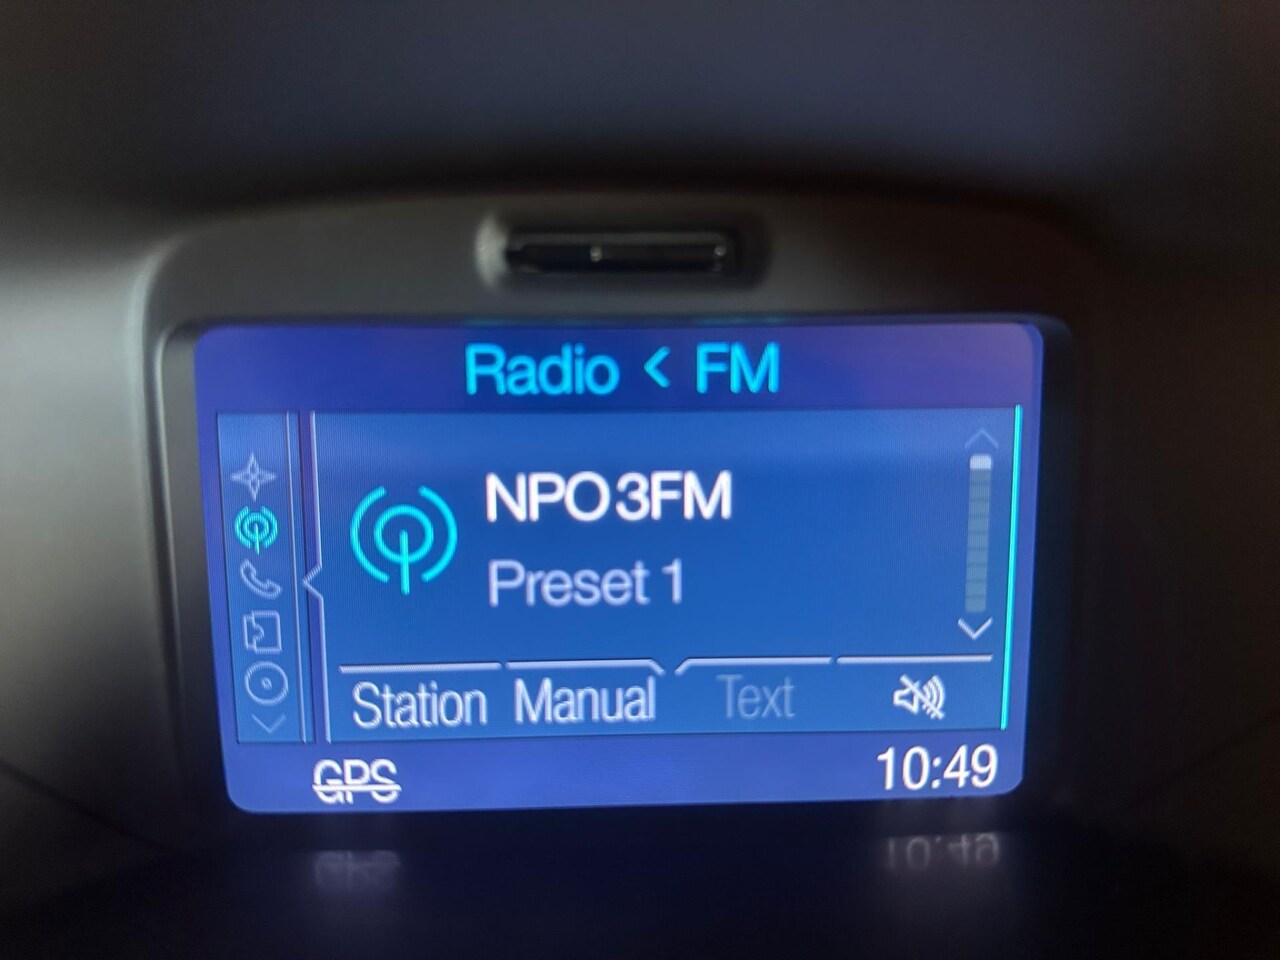 Radio < FM
NPO 3FM
Preset 1
Station Manual Text
GPS 10:49